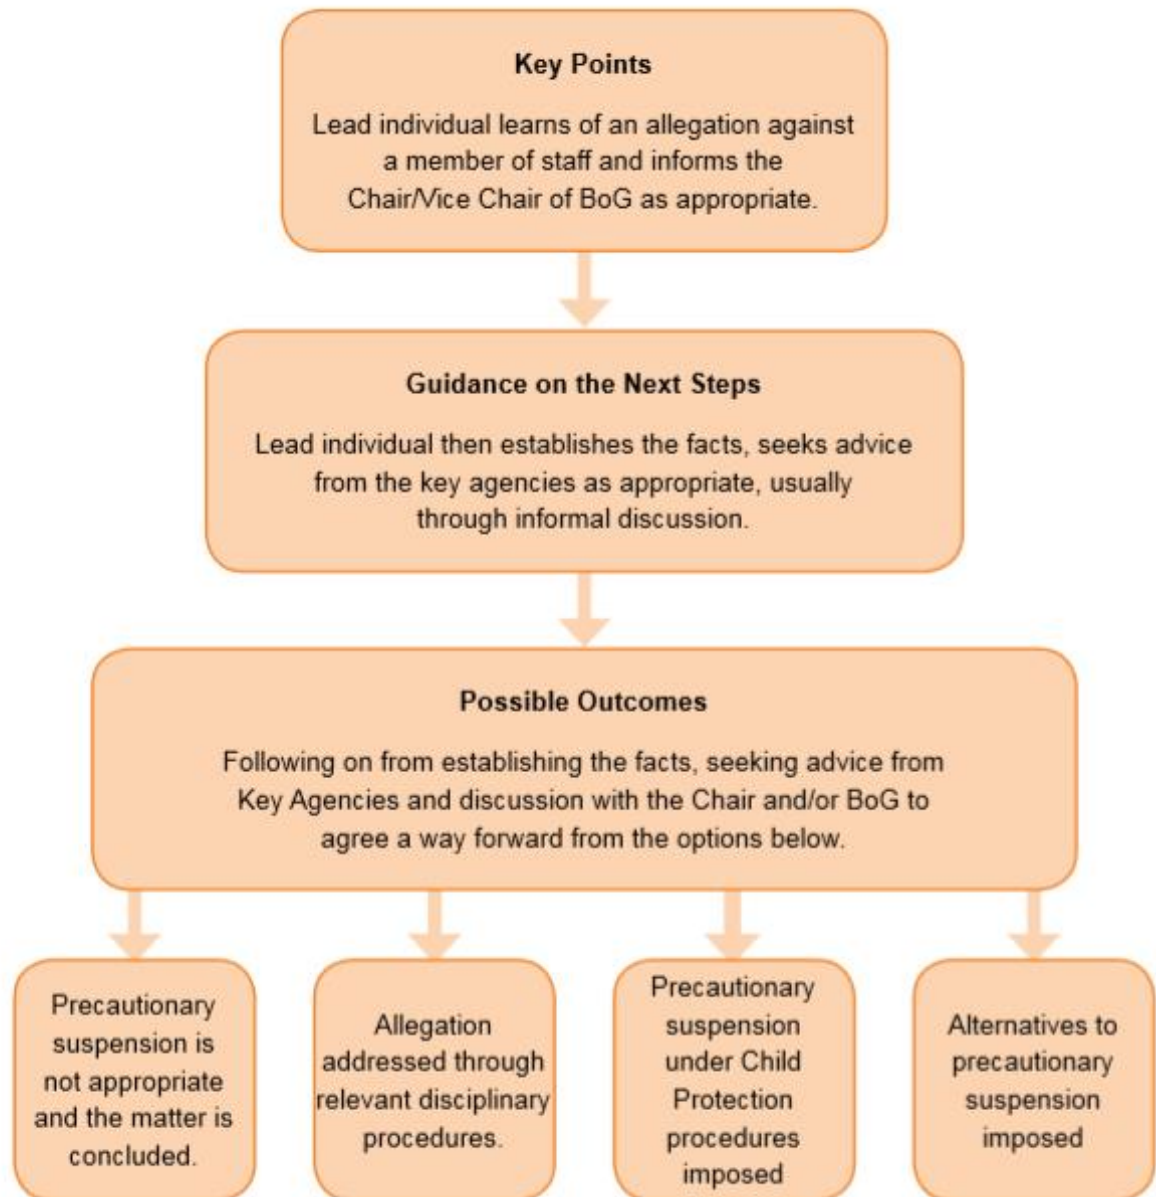 Key Points
Lead individual learns of an allegation against
a member of staff and informs the
Chair/Vice Chair of BoG as appropriate.
Guidance on the Next Steps
Lead individual then establishes the facts, seeks advice
from the key agencies as appropriate, usually
through informal discussion.
Possible Outcomes
Following on from establishing the facts, seeking advice from
Key Agencies and discussion with the Chair and/or BoG to
agree a way forward from the options below.
Precautionary
suspension is
not appropriate
and the matter is
concluded.
Allegation
addressed through
relevant disciplinary
procedures.
Precautionary
suspension
under Child
Protection
procedures
imposed
Alternatives to
precautionary
suspension
imposed